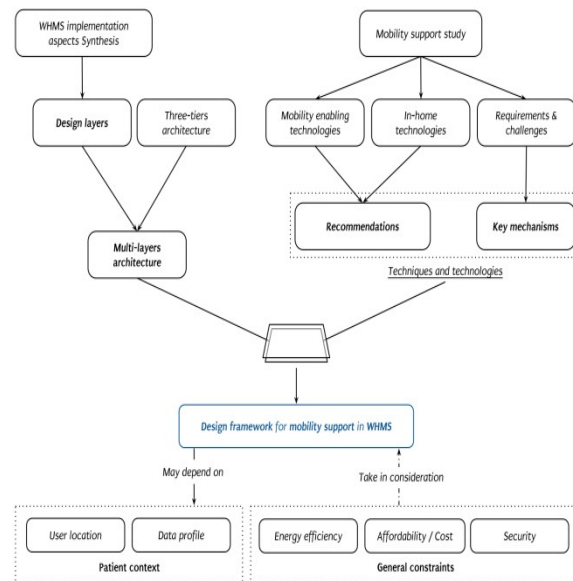 WHMS implementation
aspects Synthesis
Mobility support study
Design layers
Three-tiers
architecture
Mobility enabling
technologies
In-home
technologies
Requirements &
challenges
Multi-layers
architecture
Recommendations
Key mechanisms
Techniques and technologies
Design framework for mobility support in WHMS
May depend on
Take in consideration
User location
Data profile
Energy efficiency
Affordability / Cost
Security
Patient context
General constraints